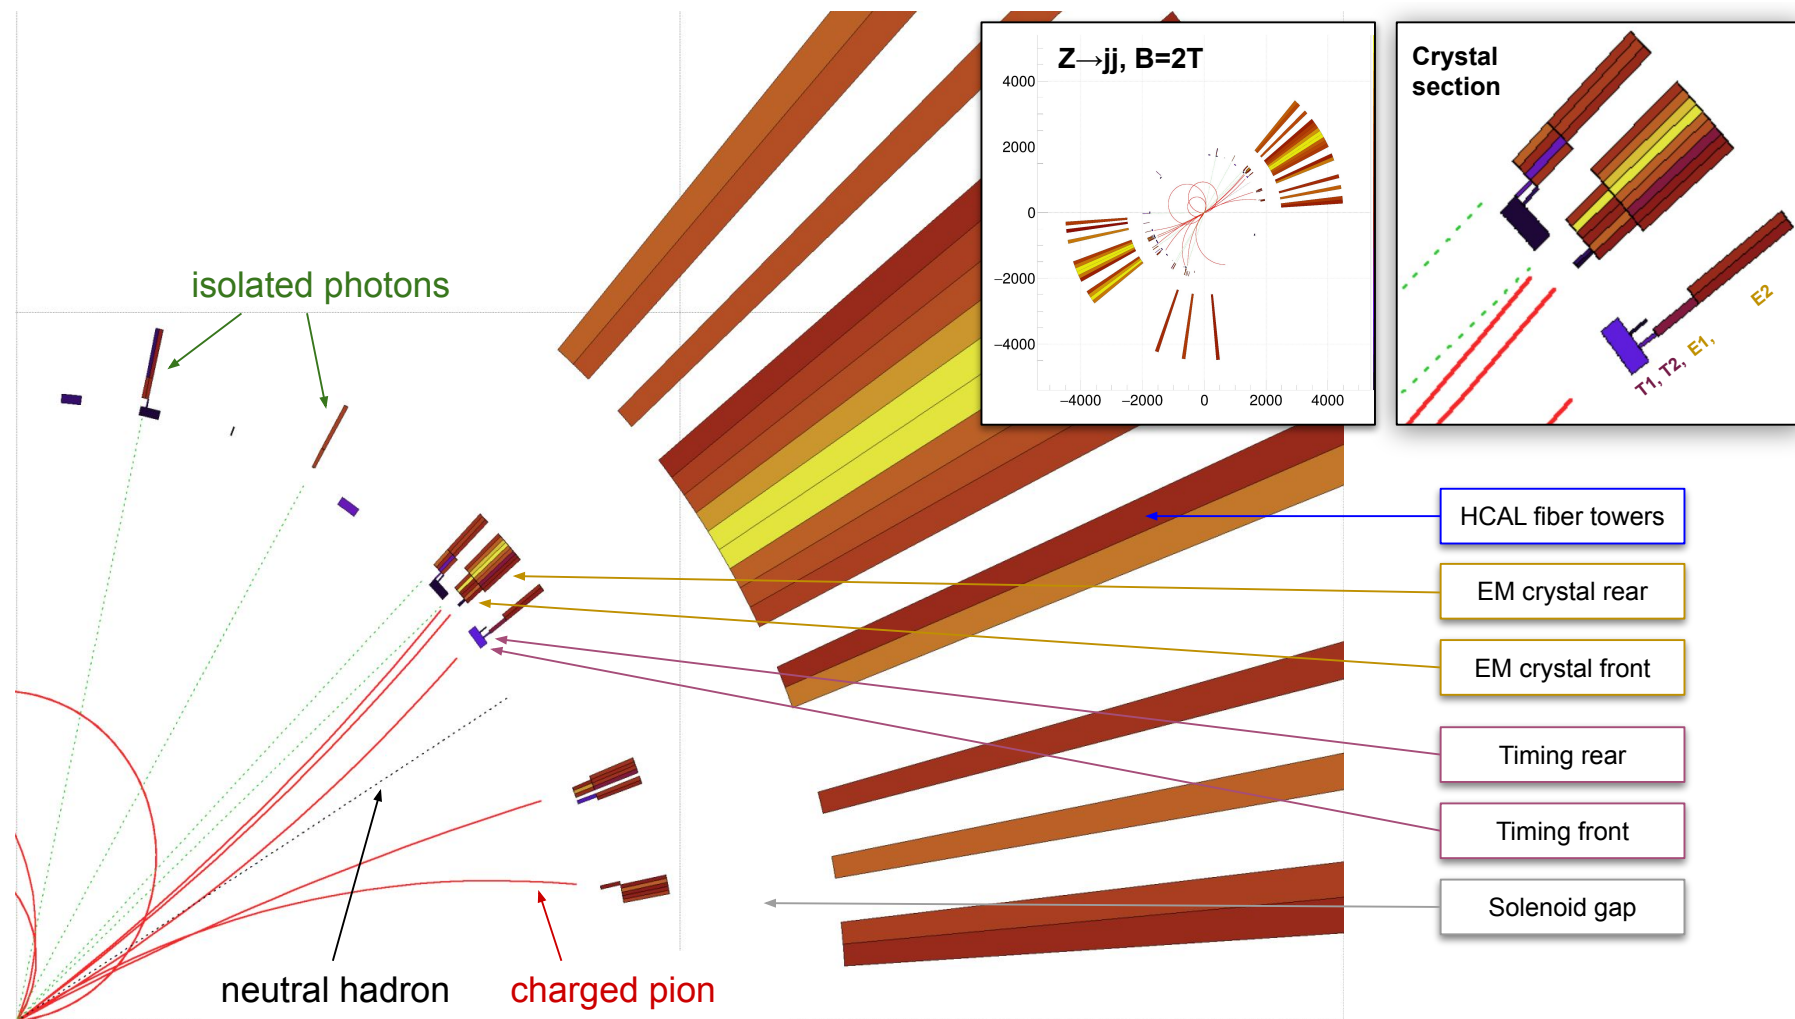 Z→jj, B=2T
4000
2000
0
−2000
−4000
−4000
−2000
0
2000
4000
Crystal
section
E2
E1,
T1, T2,
isolated photons
HCAL fiber towers
EM crystal rear
EM crystal front
Timing rear
Timing front
Solenoid gap
neutral hadron
charged pion